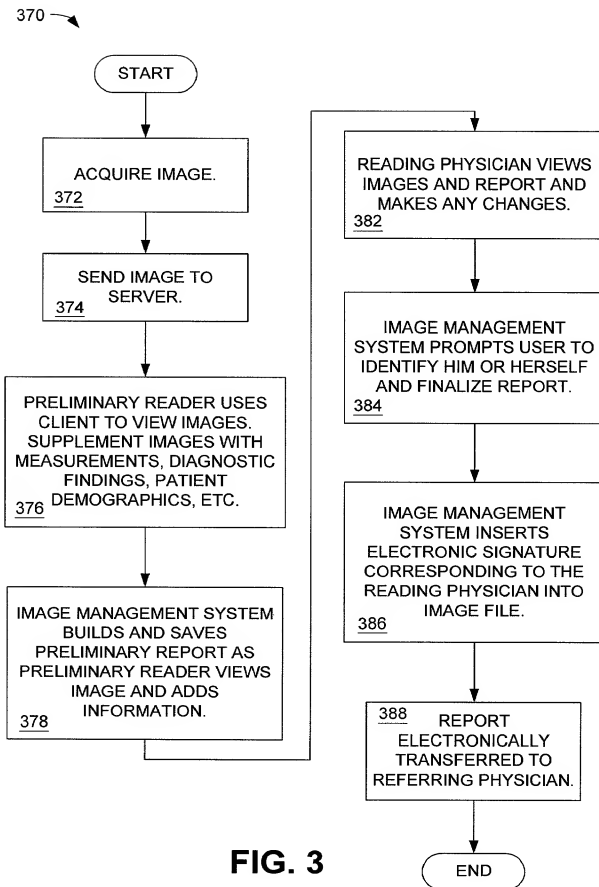 370
START
ACQUIRE IMAGE.
372
SEND IMAGE TO
SERVER.
374
PRELIMINARY READER USES
CLIENT TO VIEW IMAGES.
SUPPLEMENT IMAGES WITH
MEASUREMENTS, DIAGNOSTIC
FINDINGS, PATIENT
DEMOGRAPHICS, ETC.
376
IMAGE MANAGEMENT SYSTEM
BUILDS AND SAVES
PRELIMINARY REPORT AS
PRELIMINARY READER VIEWS
IMAGE AND ADDS
INFORMATION.
378
READING PHYSICIAN VIEWS
IMAGES AND REPORT AND
MAKES ANY CHANGES.
382
IMAGE MANAGEMENT
SYSTEM PROMPTS USER TO
IDENTIFY HIM OR HERSELF
AND FINALIZE REPORT.
384
IMAGE MANAGEMENT
SYSTEM INSERTS
ELECTRONIC SIGNATURE
CORRESPONDING TO THE
READING PHYSICIAN INTO
IMAGE FILE.
386
388
REPORT
ELECTRONICALLY
TRANSFERRED TO
REFERRING PHYSICIAN.
END
FIG. 3